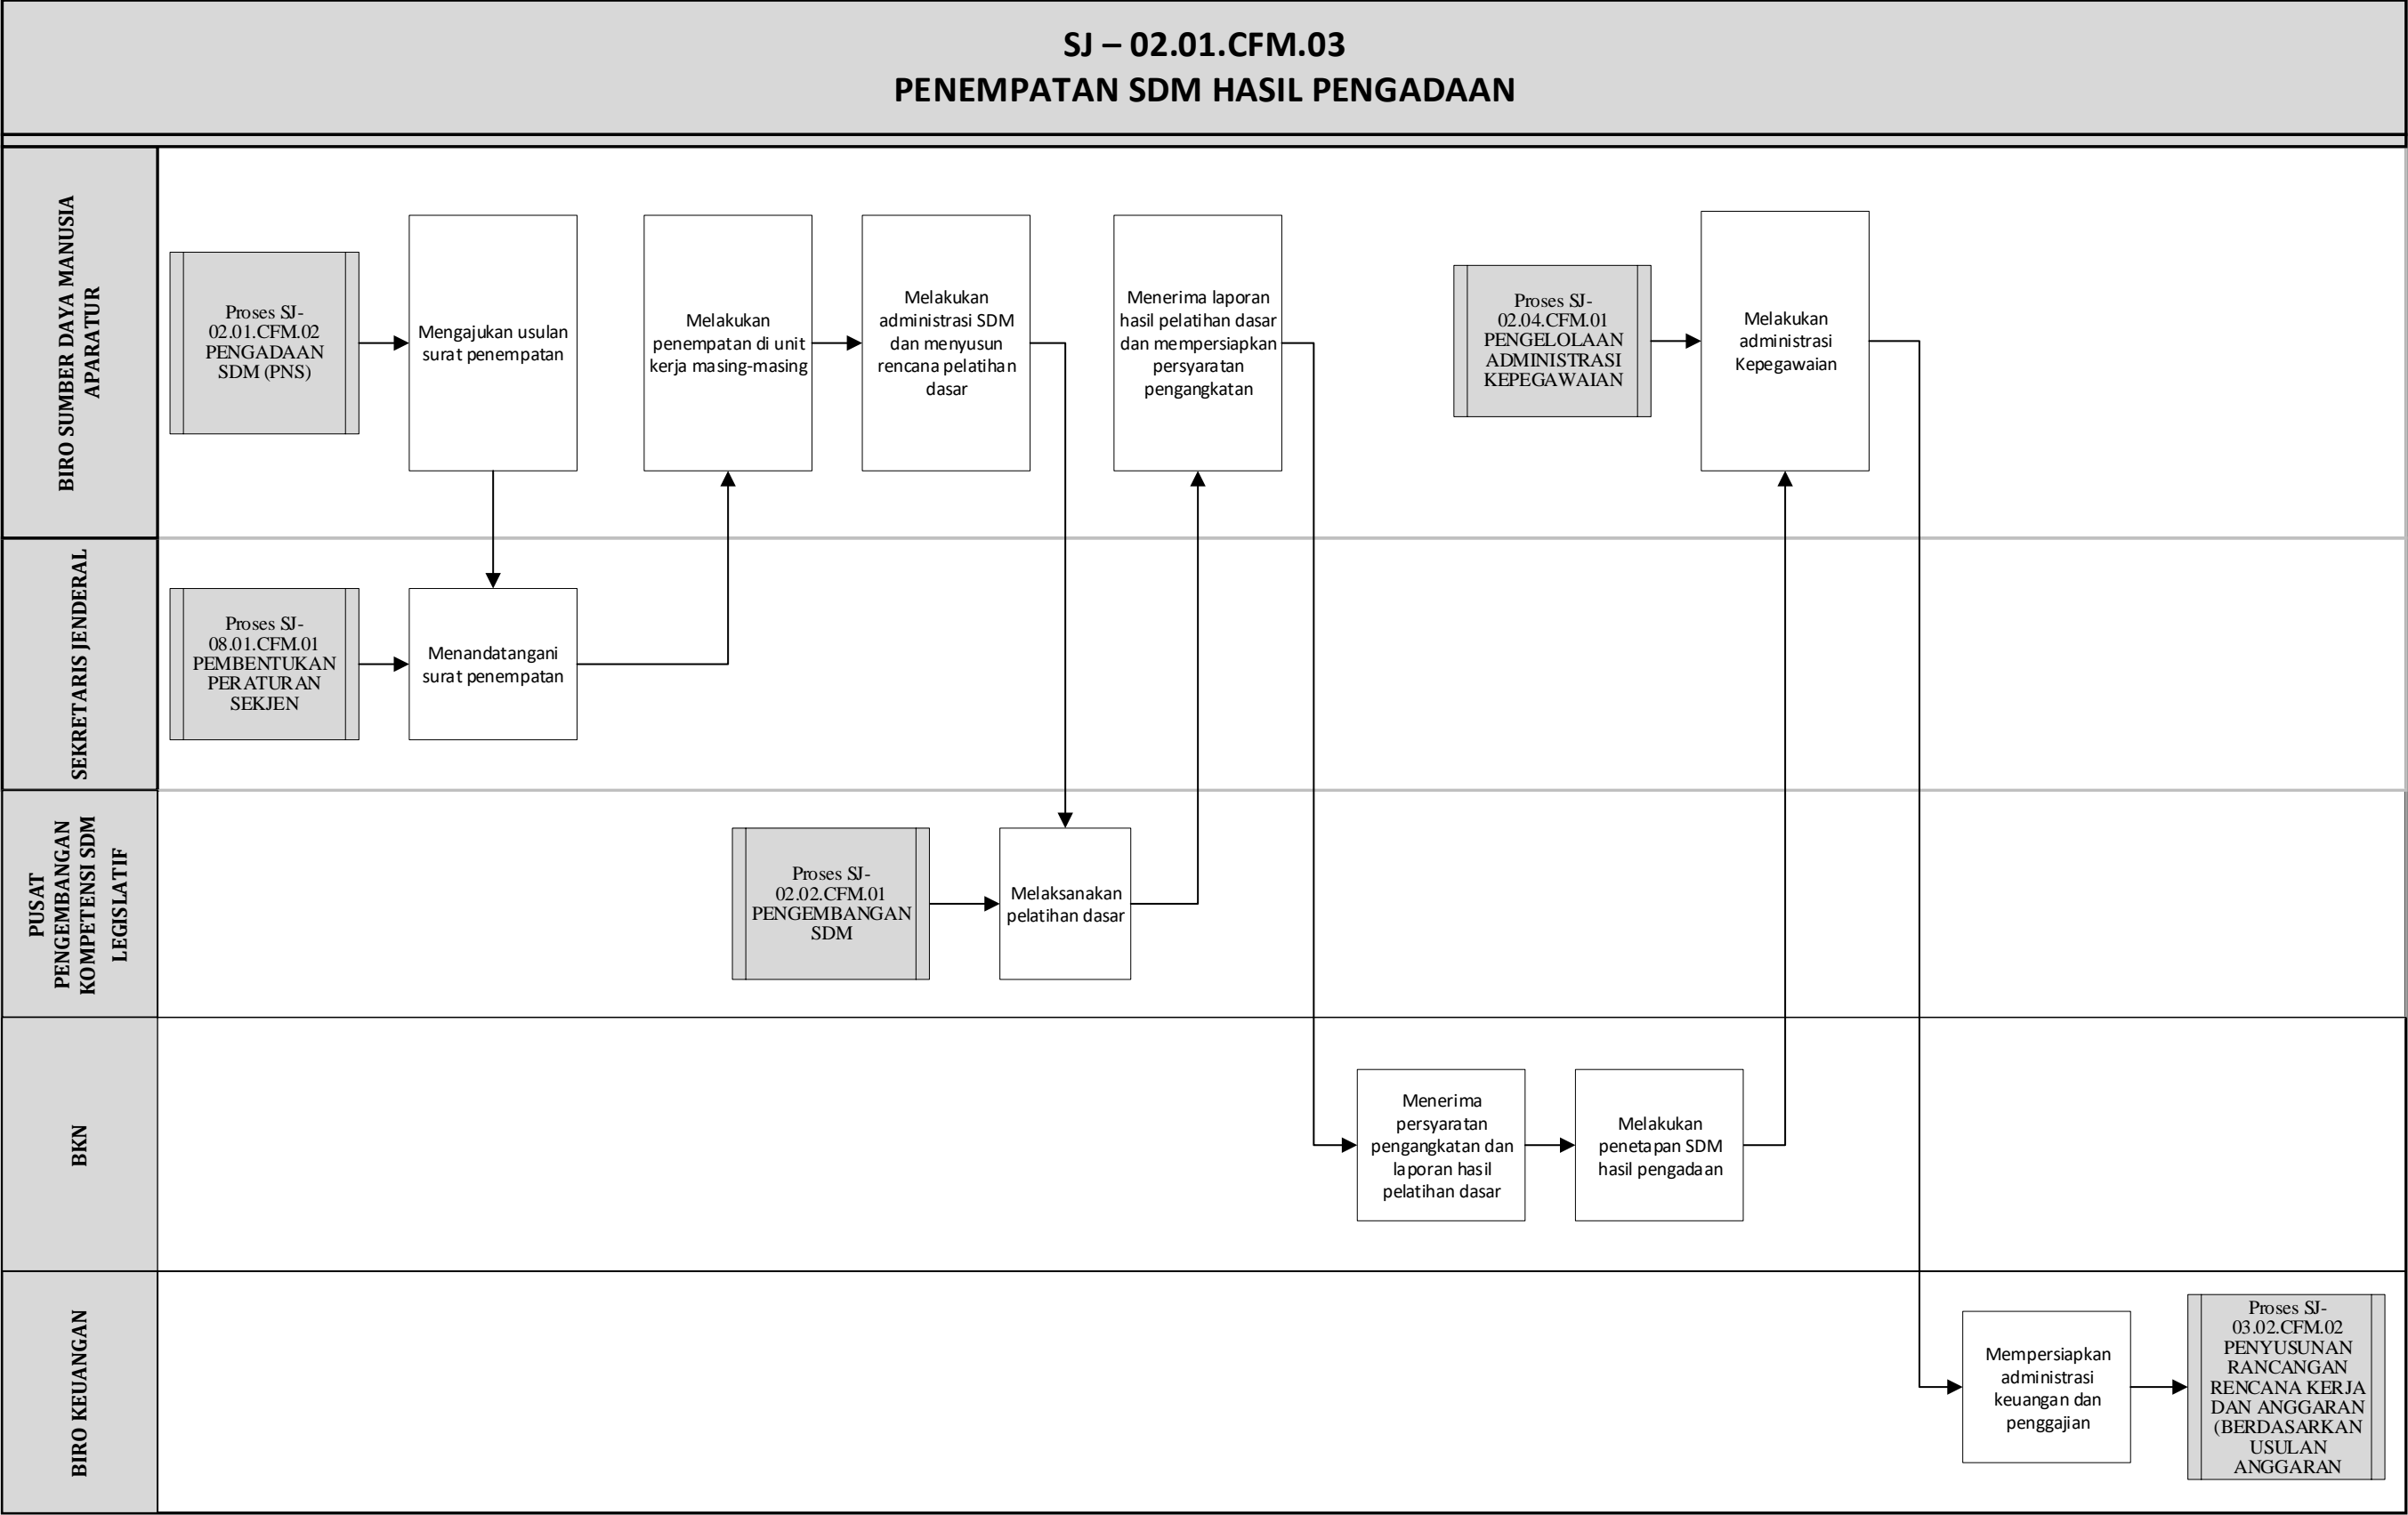 SJ – 02.01.CFM.03
PENEMPATAN SDM HASIL PENGADAAN
BIRO SUMBER DAYA MANUSIA
APARATUR
Proses SJ-
02.01.CFM.02
PENGADAAN
SDM (PNS)
Mengajukan usulan
surat penempatan
Melakukan
penempatan di unit
kerja masing-masing
Melakukan
administrasi SDM
dan menyusun
rencana pelatihan
dasar
Menerima laporan
hasil pelatihan dasar
dan mempersiapkan
persyaratan
pengangkatan
Proses SJ-
02.04.CFM.01
PENGELOLAAN
ADMINISTRASI
KEPEGAWAIAN
Melakukan
administrasi
Kepegawaian
SEKRETARIS JENDERAL
Proses SJ-
08.01.CFM.01
PEMBENTUKAN
PERATURAN
SEKJEN
Menandatangani
surat penempatan
PUSAT
PENGEMBANGAN
KOMPETENSI SDM
LEGISLATIF
Proses SJ-
02.02.CFM.01
PENGEMBANGAN
SDM
Melaksanakan
pelatihan dasar
BKN
Menerima
persyaratan
pengangkatan dan
laporan hasil
pelatihan dasar
Melakukan
penetapan SDM
hasil pengadaan
BIRO KEUANGAN
Mempersiapkan
administrasi
keuangan dan
penggajian
Proses SJ-
03.02.CFM.02
PENYUSUNAN
RANCANGAN
RENCANA KERJA
DAN ANGGARAN
(BERDASARKAN
USULAN
ANGGARAN